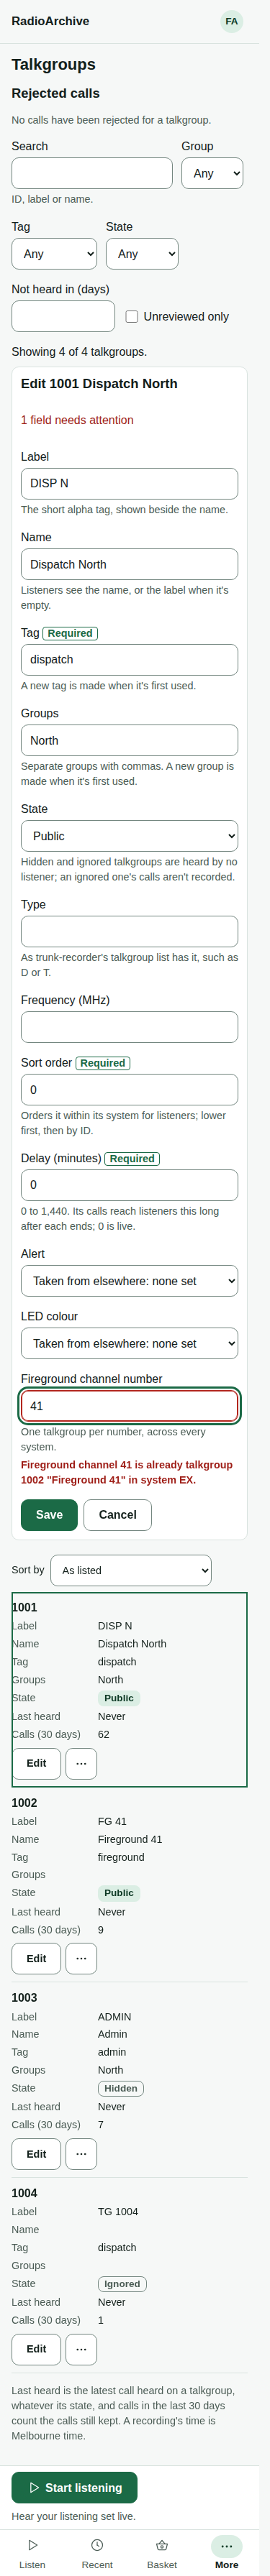 RadioArchive
FA
Talkgroups
Rejected calls
No calls have been rejected for a talkgroup.
Search
Group
Any
ID, label or name.
Tag
State
Any
Any
Not heard in (days)
Unreviewed only
Showing 4 of 4 talkgroups.
Edit 1001 Dispatch North
1 field needs attention
Label
DISP N
The short alpha tag, shown beside the name.
Name
Dispatch North
Listeners see the name, or the label when it's
empty.
Tag Required
dispatch
A new tag is made when it's first used.
Groups
North
Separate groups with commas. A new group is
made when it's first used.
State
Public
Hidden and ignored talkgroups are heard by no
listener; an ignored one's calls aren't recorded.
Type
As trunk-recorder's talkgroup list has it, such as
D or T.
Frequency (MHz)
Sort order Required
0
Orders it within its system for listeners; lower
first, then by ID.
Delay (minutes) Required
0
0 to 1,440. Its calls reach listeners this long
after each ends; 0 is live.
Alert
Taken from elsewhere: none set
LED colour
Taken from elsewhere: none set
Fireground channel number
41
One talkgroup per number, across every
system.
Fireground channel 41 is already talkgroup
1002 "Fireground 41" in system EX.
Save
Cancel
Sort by
As listed
1001
Label DISP N
Name Dispatch North
Tag dispatch
Groups North
State Public
Last heard Never
Calls (30 days) 62
Edit ···
1002
Label FG 41
Name Fireground 41
Tag fireground
Groups
State Public
Last heard Never
Calls (30 days) 9
Edit ···
1003
Label ADMIN
Name Admin
Tag admin
Groups North
State Hidden
Last heard Never
Calls (30 days) 7
Edit ···
1004
Label TG 1004
Name
Tag dispatch
Groups
State Ignored
Last heard Never
Calls (30 days) 1
Edit ···
Last heard is the latest call heard on a talkgroup,
whatever its state, and calls in the last 30 days
count the calls still kept. A recording's time is
Melbourne time.
Start listening
Hear your listening set live.
Listen
Recent
Basket
More